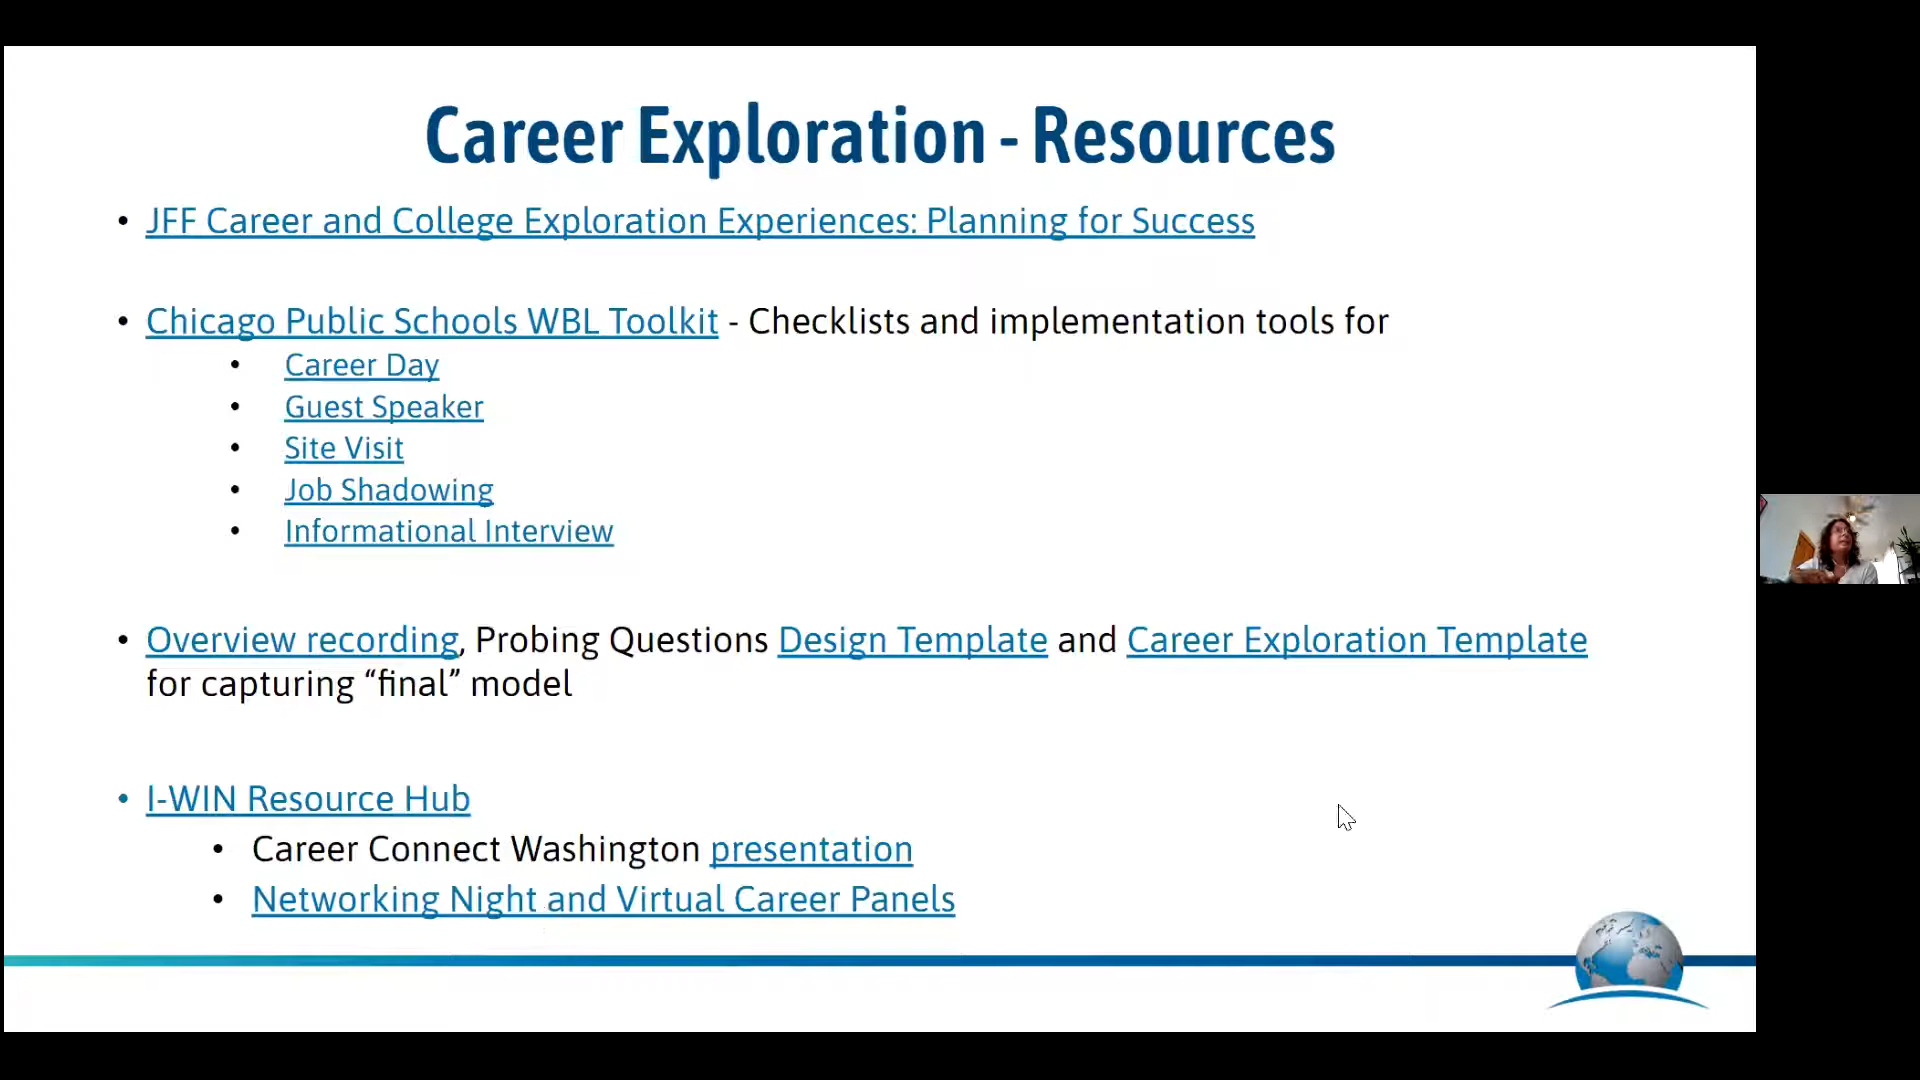 Career Exploration - Resources
• JFF Career and College Exploration Experiences: Planning for Success
• Chicago Public Schools WBL Toolkit - Checklists and implementation tools for
• Career Day
• Guest Speaker
• Site Visit
• Job Shadowing
• Informational Interview
• Overview recording, Probing Questions Design Template and Career Exploration Template
for capturing “final” model
• I-WIN Resource Hub
• Career Connect Washington presentation
• Networking Night and Virtual Career Panels